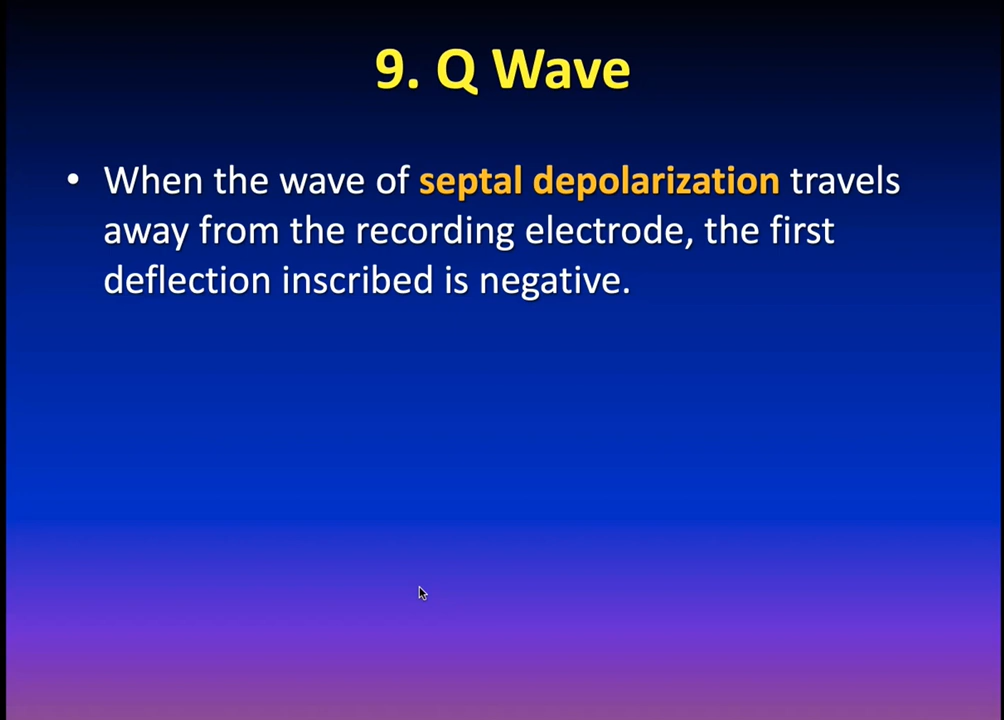 9. Q Wave
• When the wave of septal depolarization travels
away from the recording electrode, the first
deflection inscribed is negative.